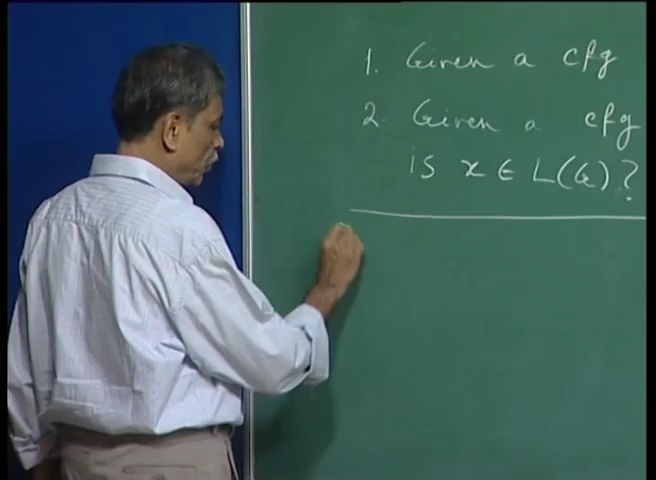 1. Given a cfg
2. Given a cfg
is x ∈ L(G)?